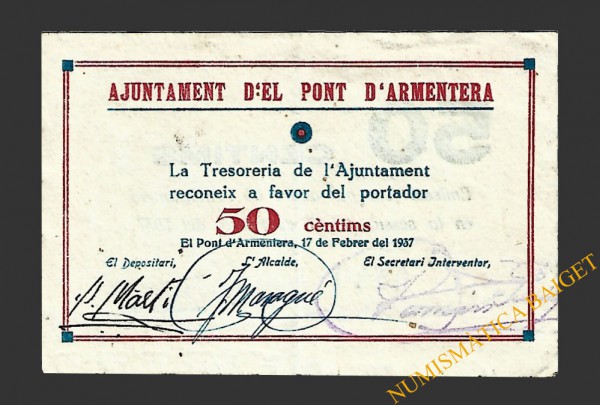 AJUNTAMENT D'EL PONT D'ARMENTERA
La Tresoreria de l'Ajuntament
reconeix a favor del portador
50 cèntims
El Pont d'Armentera, 17 de Febrer del 1937
El Depositari, L'Alcalde, El Secretari Interventor,
NUMISMATICA BAIGET